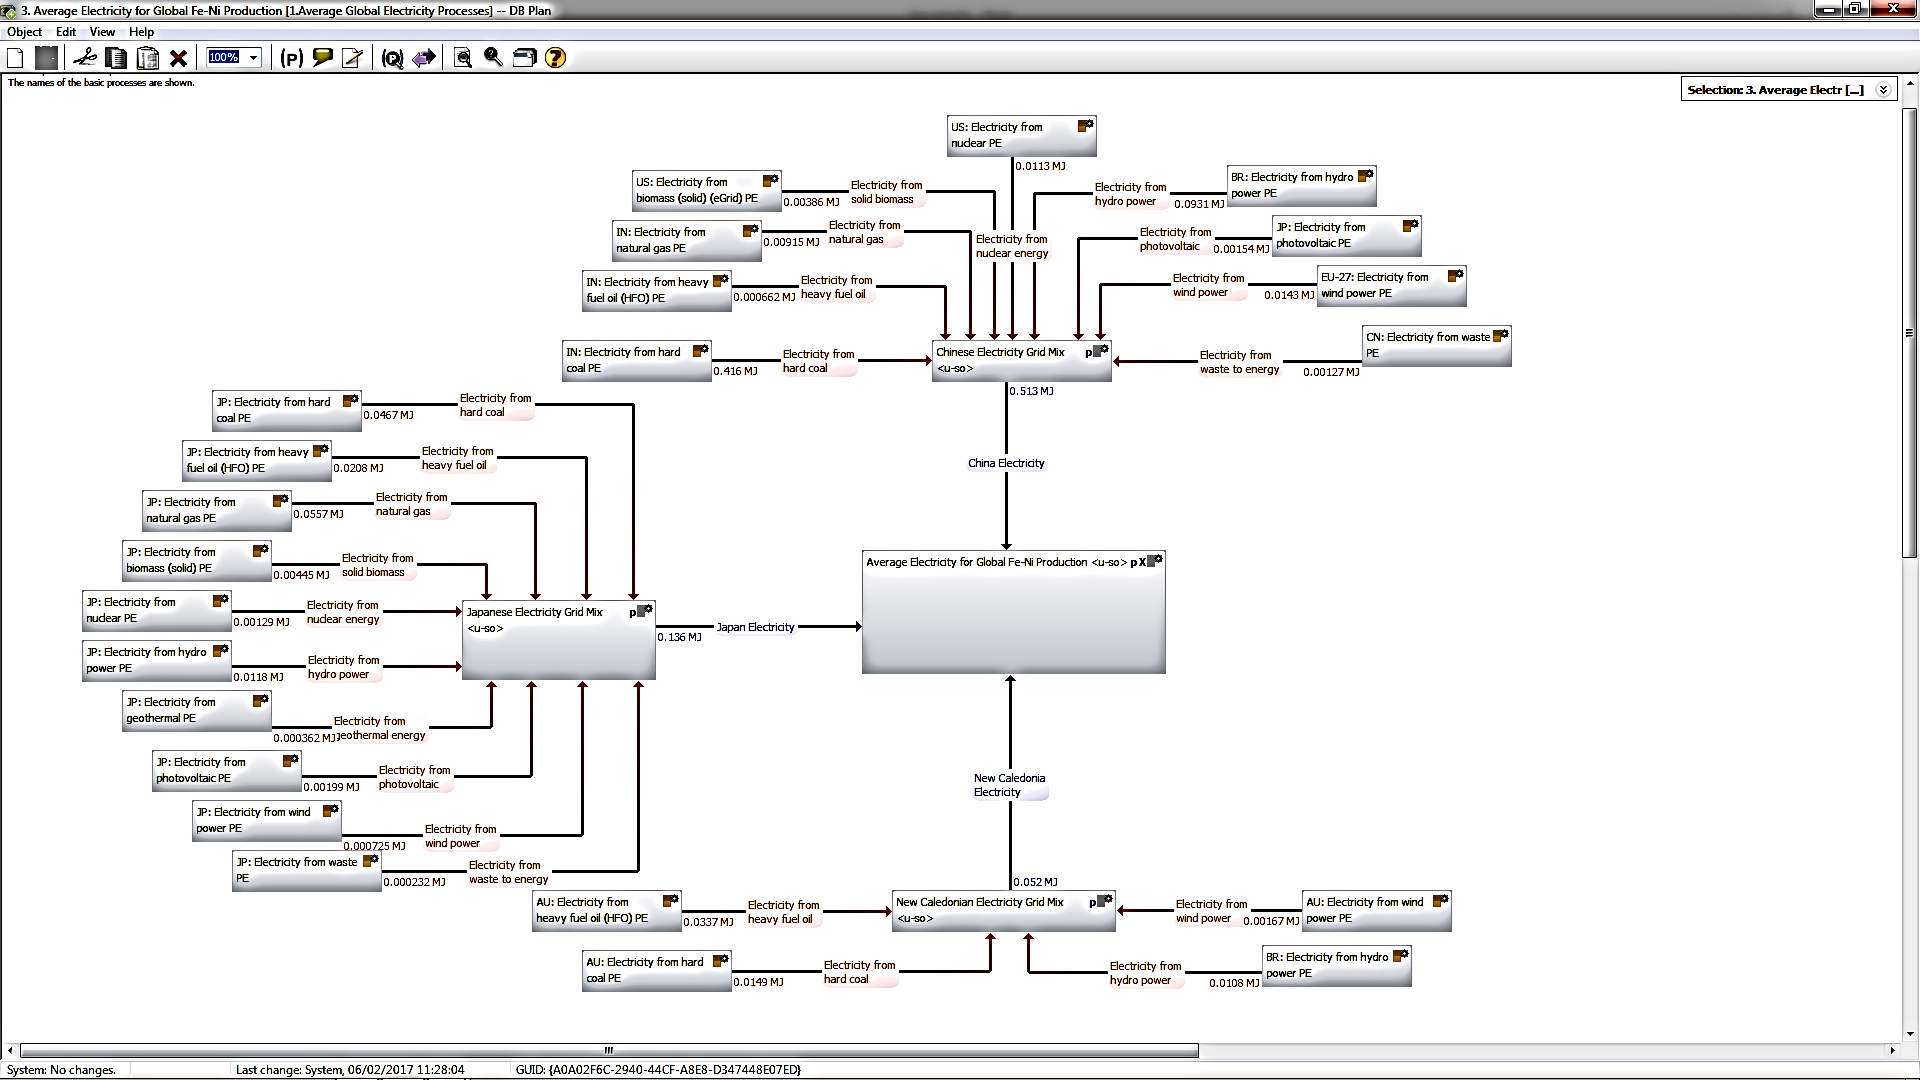 3. Average Electricity for Global Fe-Ni Production [1.Average Global Electricity Processes] -- DB Plan
Object Edit View Help
100%
(P)
The names of the basic processes are shown.
Selection: 3. Average Electr [...]
US: Electricity from
nuclear PE
0.0113 MJ
Electricity from
nuclear energy
US: Electricity from
biomass (solid) (eGrid) PE
0.00386 MJ
Electricity from
solid biomass
BR: Electricity from hydro
power PE
0.0931 MJ
Electricity from
hydro power
IN: Electricity from
natural gas PE
0.00915 MJ
Electricity from
natural gas
JP: Electricity from
photovoltaic PE
0.00154 MJ
Electricity from
photovoltaic
IN: Electricity from heavy
fuel oil (HFO) PE
0.000662 MJ
Electricity from
heavy fuel oil
EU-27: Electricity from
wind power PE
0.0143 MJ
Electricity from
wind power
IN: Electricity from hard
coal PE
0.416 MJ
Electricity from
hard coal
Chinese Electricity Grid Mix p
<u-so>
CN: Electricity from waste
PE
0.00127 MJ
Electricity from
waste to energy
0.513 MJ
China Electricity
JP: Electricity from hard
coal PE
0.0467 MJ
Electricity from
hard coal
JP: Electricity from heavy
fuel oil (HFO) PE
0.0208 MJ
Electricity from
heavy fuel oil
JP: Electricity from
natural gas PE
0.0557 MJ
Electricity from
natural gas
JP: Electricity from
biomass (solid) PE
0.00445 MJ
Electricity from
solid biomass
JP: Electricity from
nuclear PE
0.00129 MJ
Electricity from
nuclear energy
JP: Electricity from hydro
power PE
0.0118 MJ
Electricity from
hydro power
JP: Electricity from
geothermal PE
0.000362 MJ
Electricity from
geothermal energy
JP: Electricity from
photovoltaic PE
0.00199 MJ
Electricity from
photovoltaic
JP: Electricity from wind
power PE
0.000725 MJ
Electricity from
wind power
JP: Electricity from waste
PE
0.000232 MJ
Electricity from
waste to energy
Japanese Electricity Grid Mix p
<u-so>
0.136 MJ
Japan Electricity
Average Electricity for Global Fe-Ni Production <u-so> p X
New Caledonia
Electricity
0.052 MJ
New Caledonian Electricity Grid Mix p
<u-so>
AU: Electricity from
heavy fuel oil (HFO) PE
0.0337 MJ
Electricity from
heavy fuel oil
AU: Electricity from wind
power PE
0.00167 MJ
Electricity from
wind power
AU: Electricity from hard
coal PE
0.0149 MJ
Electricity from
hard coal
BR: Electricity from hydro
power PE
0.0108 MJ
Electricity from
hydro power
System: No changes.
Last change: System, 06/02/2017 11:28:04
GUID: {A0A02F6C-2940-44CF-A8E8-D347448E07ED}